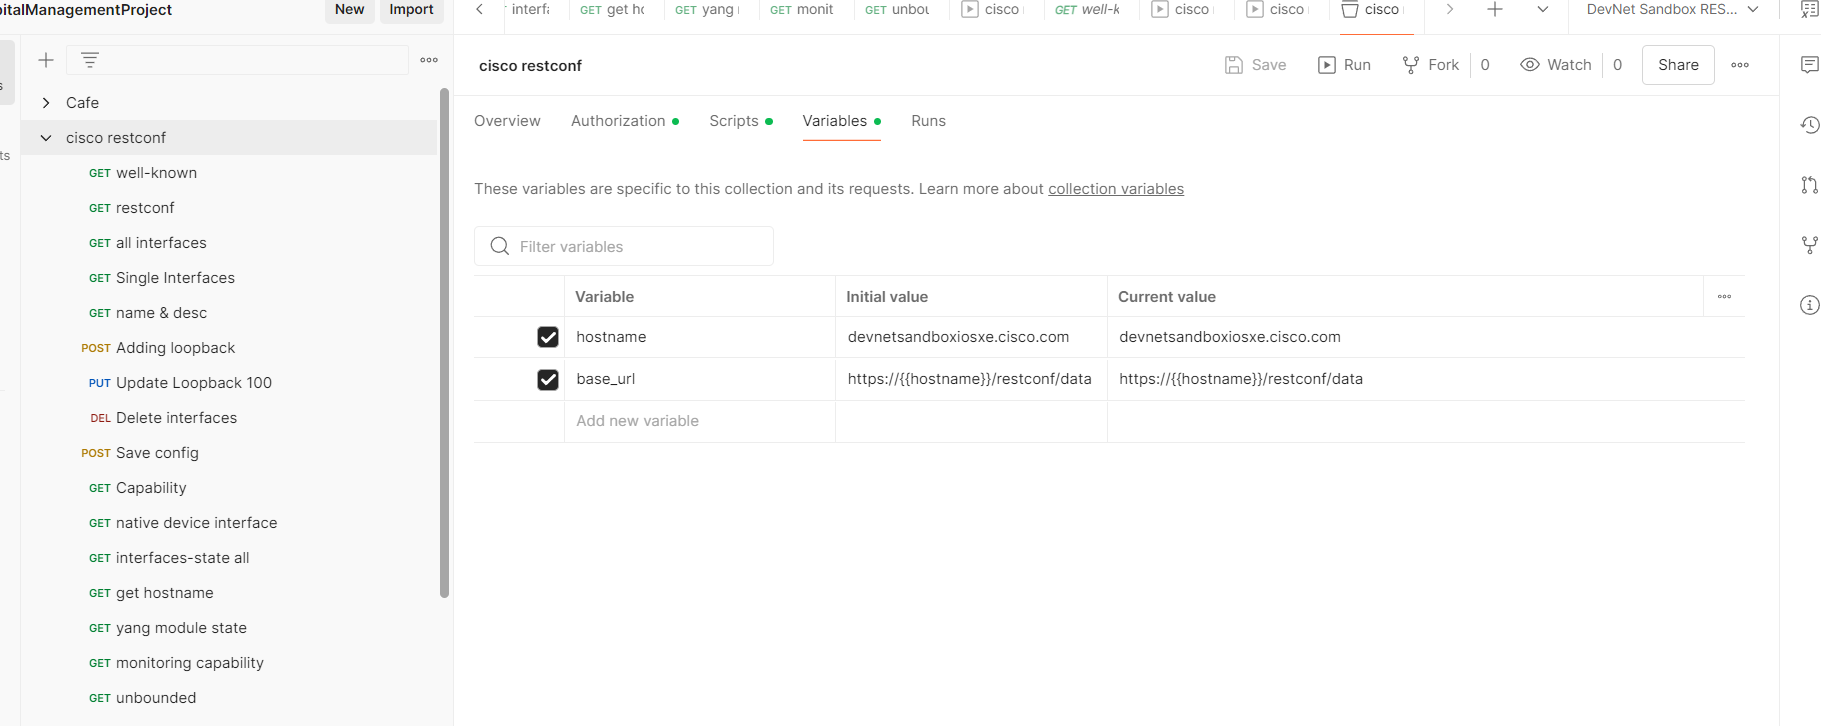 pitalManagementProject New Import
interfa GET get ho GET yang GET monit GET unbou cisco GET well-k cisco cisco cisco DevNet Sandbox RES...
s
ts
Cafe
cisco restconf
GET well-known
GET restconf
GET all interfaces
GET Single Interfaces
GET name & desc
POST Adding loopback
PUT Update Loopback 100
DEL Delete interfaces
POST Save config
GET Capability
GET native device interface
GET interfaces-state all
GET get hostname
GET yang module state
GET monitoring capability
GET unbounded
cisco restconf Save Run Fork 0 Watch 0 Share
Overview Authorization Scripts Variables Runs
These variables are specific to this collection and its requests. Learn more about collection variables
Filter variables
Variable Initial value Current value
hostname devnetsandboxiosxe.cisco.com devnetsandboxiosxe.cisco.com
base_url https://{{hostname}}/restconf/data https://{{hostname}}/restconf/data
Add new variable